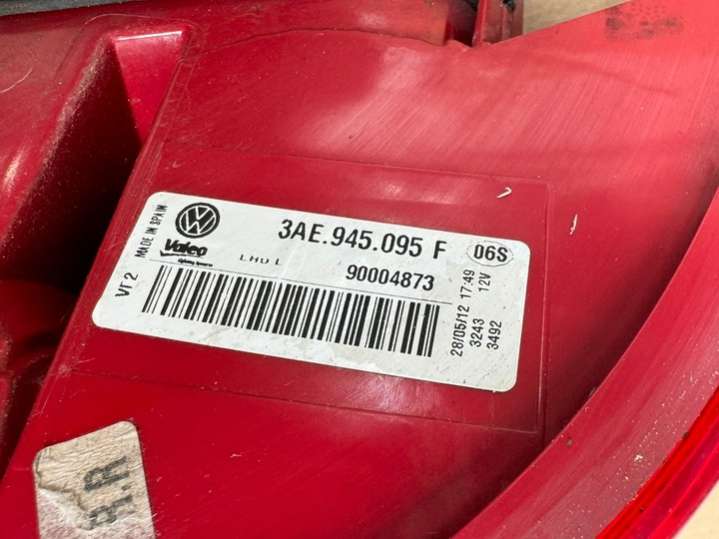 3AE.945.095 F
06S
MADE IN SPAIN
Valeo
LHD L
90004873
VT2
28/05/12 17:49
12V
3243
3492